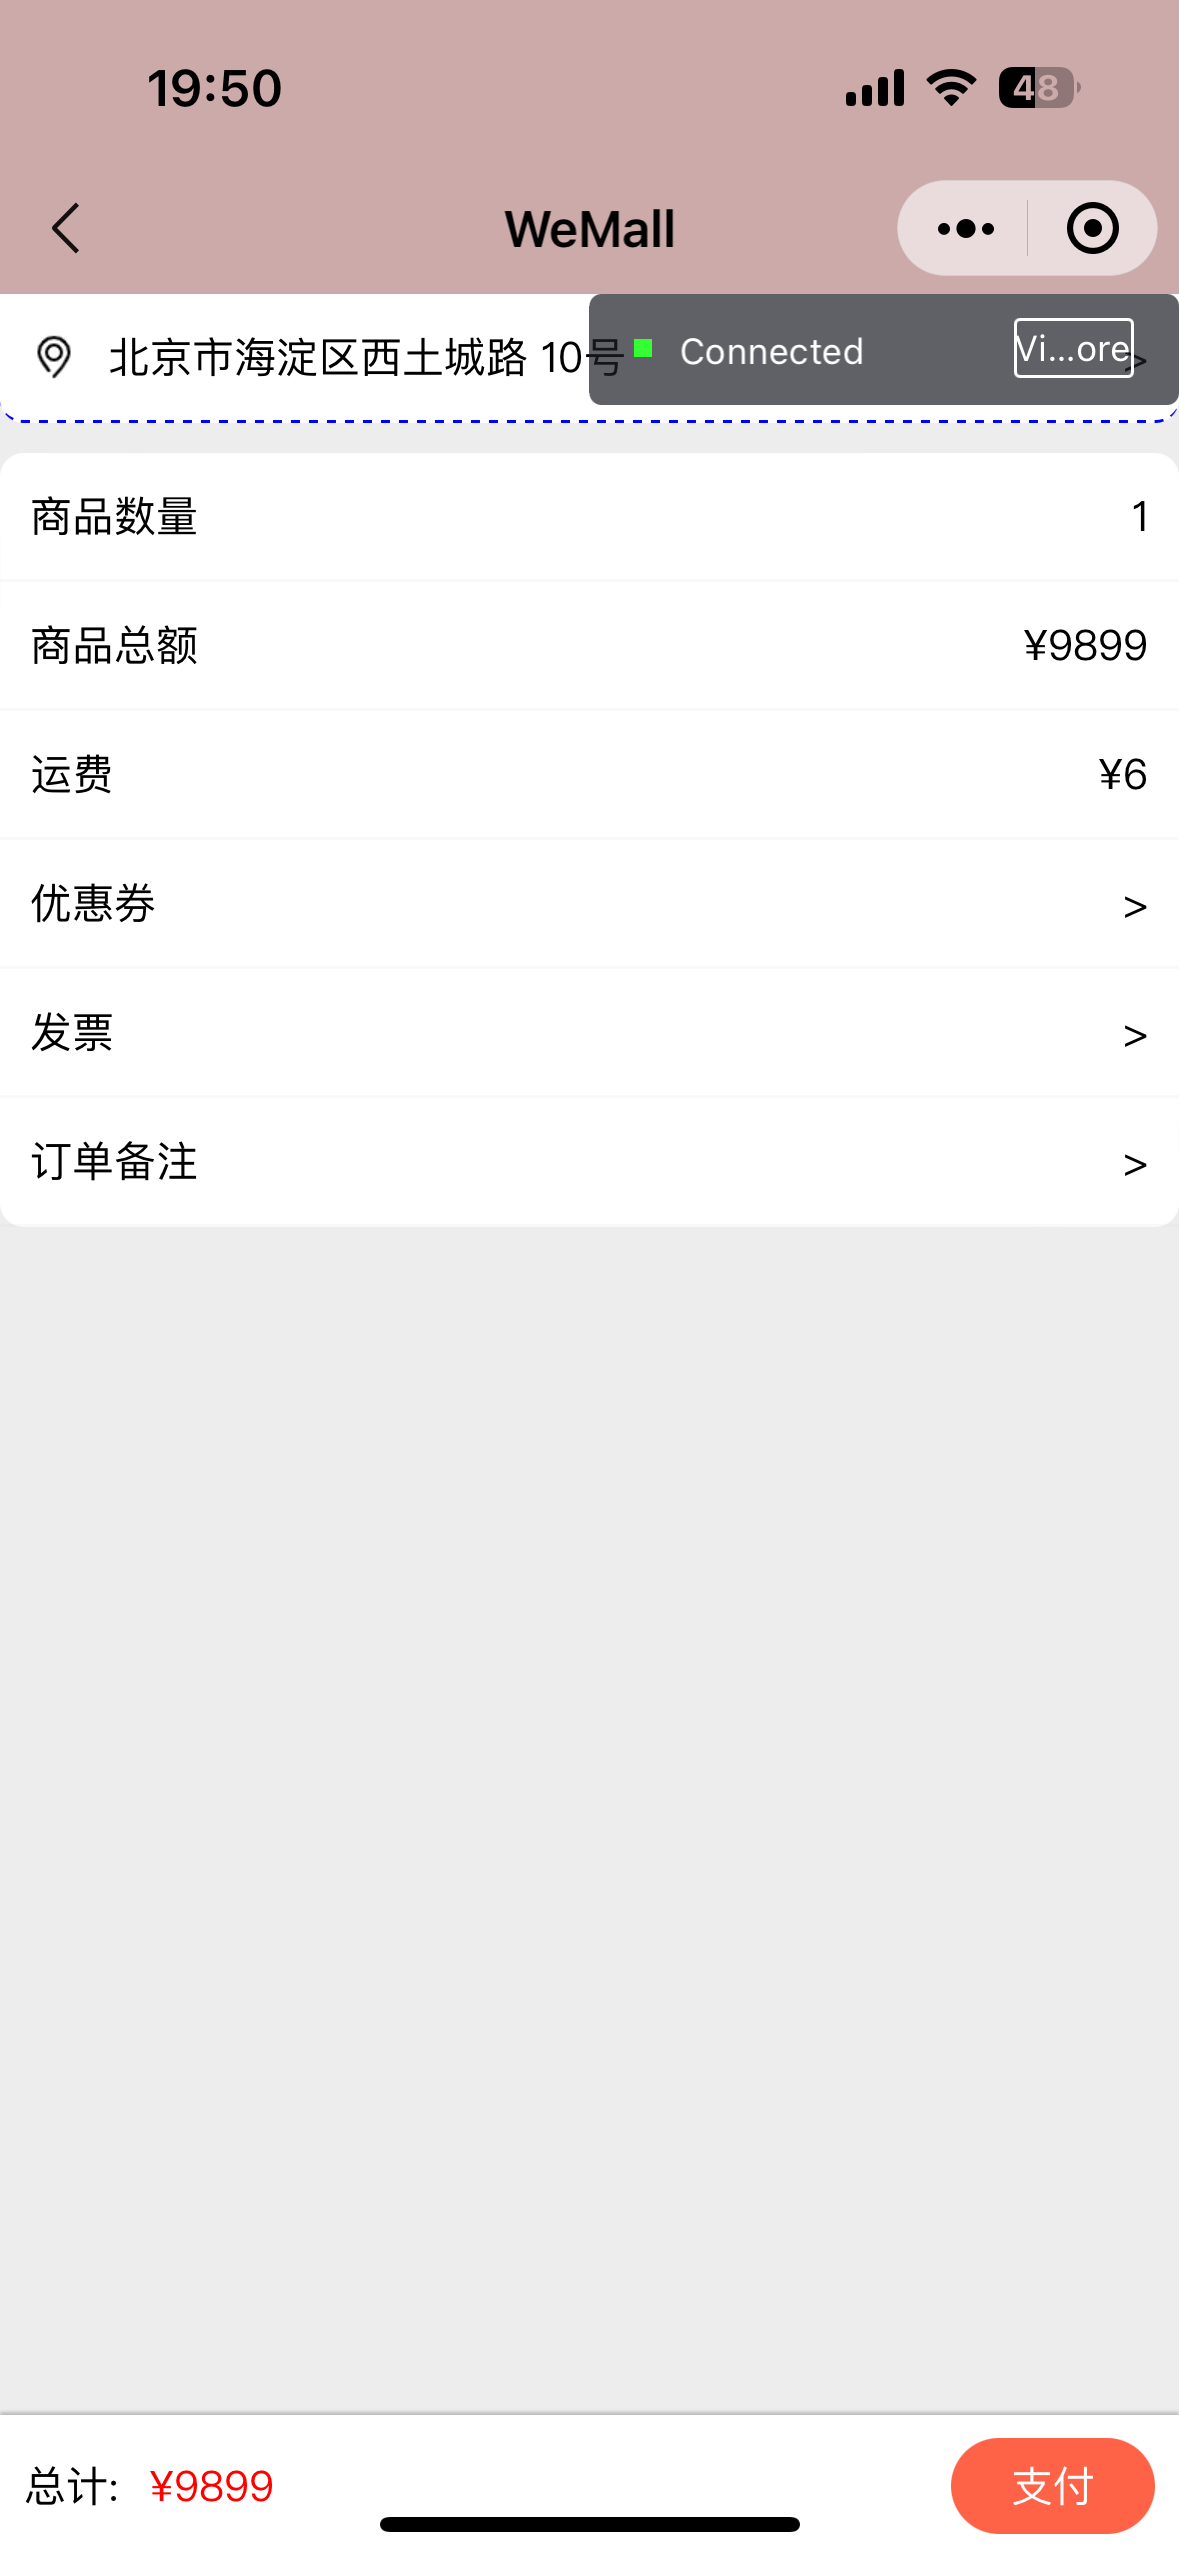 19:50
48
WeMall
北京市海淀区西土城路 10号 >
Connected
Vi...ore
商品数量 1
商品总额 ¥9899
运费 ¥6
优惠券 >
发票 >
订单备注 >
总计: ¥9899
支付